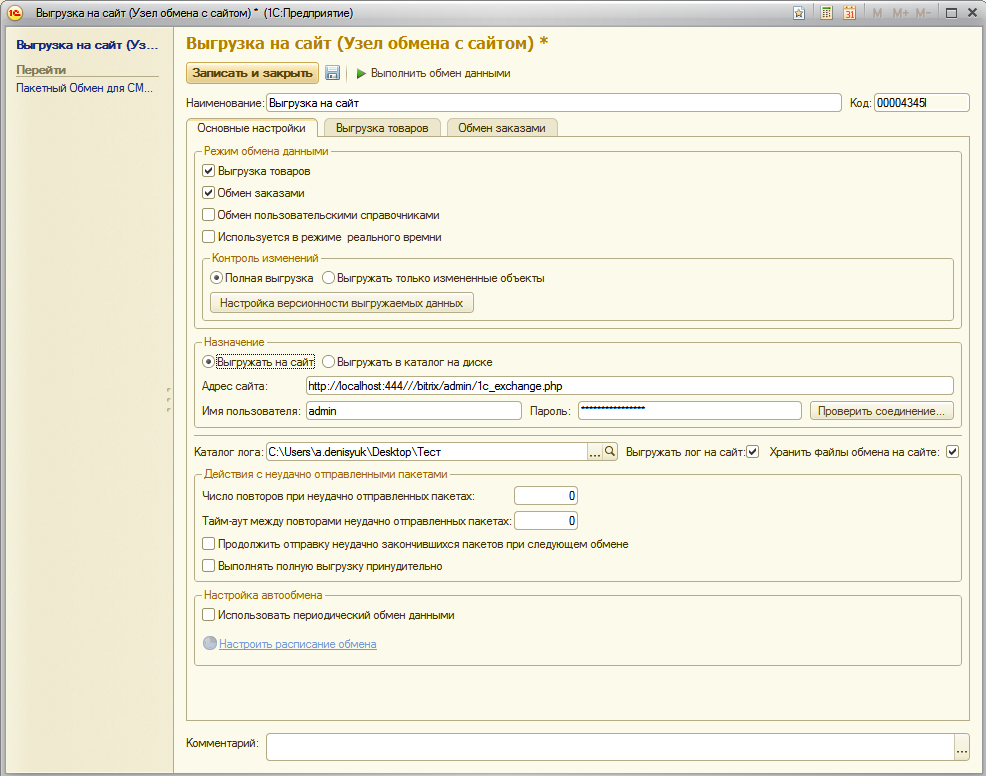 Выгрузка на сайт (Узел обмена с сайтом) * (1С:Предприятие)
31 M M+ M-
Выгрузка на сайт (Уз...
Перейти
Пакетный Обмен для СМ...
Выгрузка на сайт (Узел обмена с сайтом) *
Записать и закрыть Выполнить обмен данными
Наименование: Выгрузка на сайт Код: 00004345
Основные настройки Выгрузка товаров Обмен заказами
Режим обмена данными
Выгрузка товаров
Обмен заказами
Обмен пользовательскими справочниками
Используется в режиме реального времни
Контроль изменений
Полная выгрузка Выгружать только измененные объекты
Настройка версионности выгружаемых данных
Назначение
Выгружать на сайт Выгружать в каталог на диске
Адрес сайта: http://localhost:444///bitrix/admin/1c_exchange.php
Имя пользователя: admin Пароль: **************** Проверить соединение...
Каталог лога: C:\Users\a.denisyuk\Desktop\Тест ... Выгружать лог на сайт: Хранить файлы обмена на сайте:
Действия с неудачно отправленными пакетами
Число повторов при неудачно отправленных пакетах: 0
Тайм-аут между повторами неудачно отправленных пакетах: 0
Продолжить отправку неудачно закончившихся пакетов при следующем обмене
Выполнять полную выгрузку принудительно
Настройка автообмена
Использовать периодический обмен данными
Настроить расписание обмена
Комментарий: ...